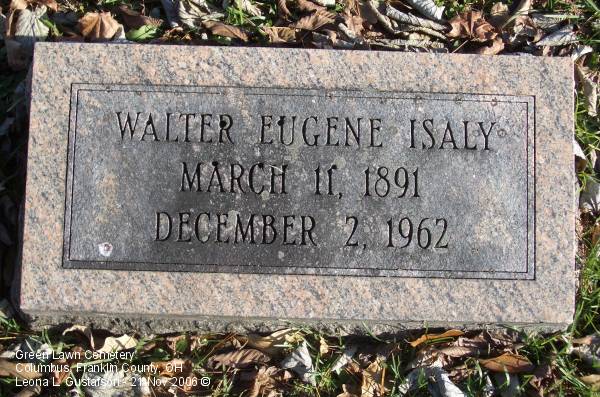 WALTER EUGENE ISALY
MARCH 11, 1891
DECEMBER 2, 1962
Green Lawn Cemetery
Columbus, Franklin County, OH
Leona L. Gustafson - 21 Nov 2006 ©